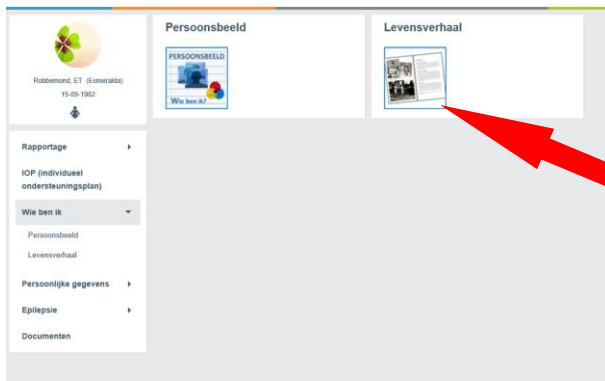 Robbemond, ET (Esmeralda)
15-09-1982
Rapportage
IOP (individueel
ondersteuningsplan)
Wie ben ik
Persoonsbeeld
Levensverhaal
Persoonlijke gegevens
Epilepsie
Documenten
Persoonsbeeld
PERSOONSBEELD
Wie ben ik?
Levensverhaal